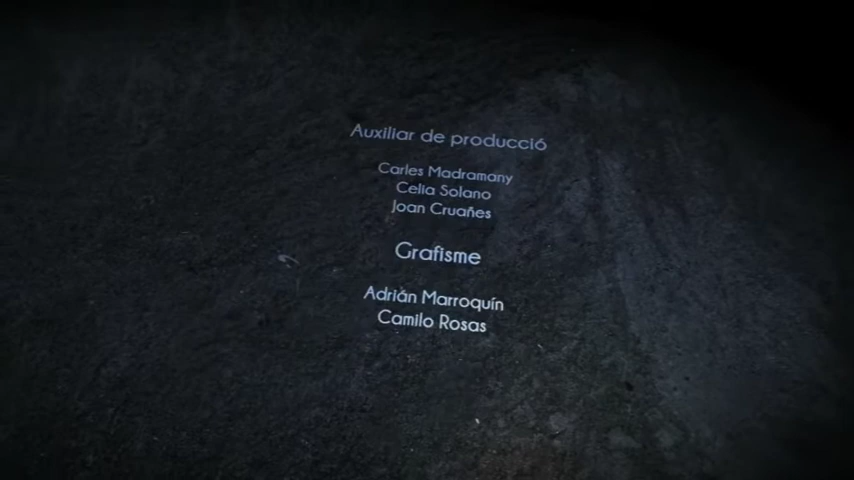 Auxiliar de producció
Carles Madramany
Celia Solano
Joan Cruañes
Grafisme
Adrián Marroquín
Camilo Rosas